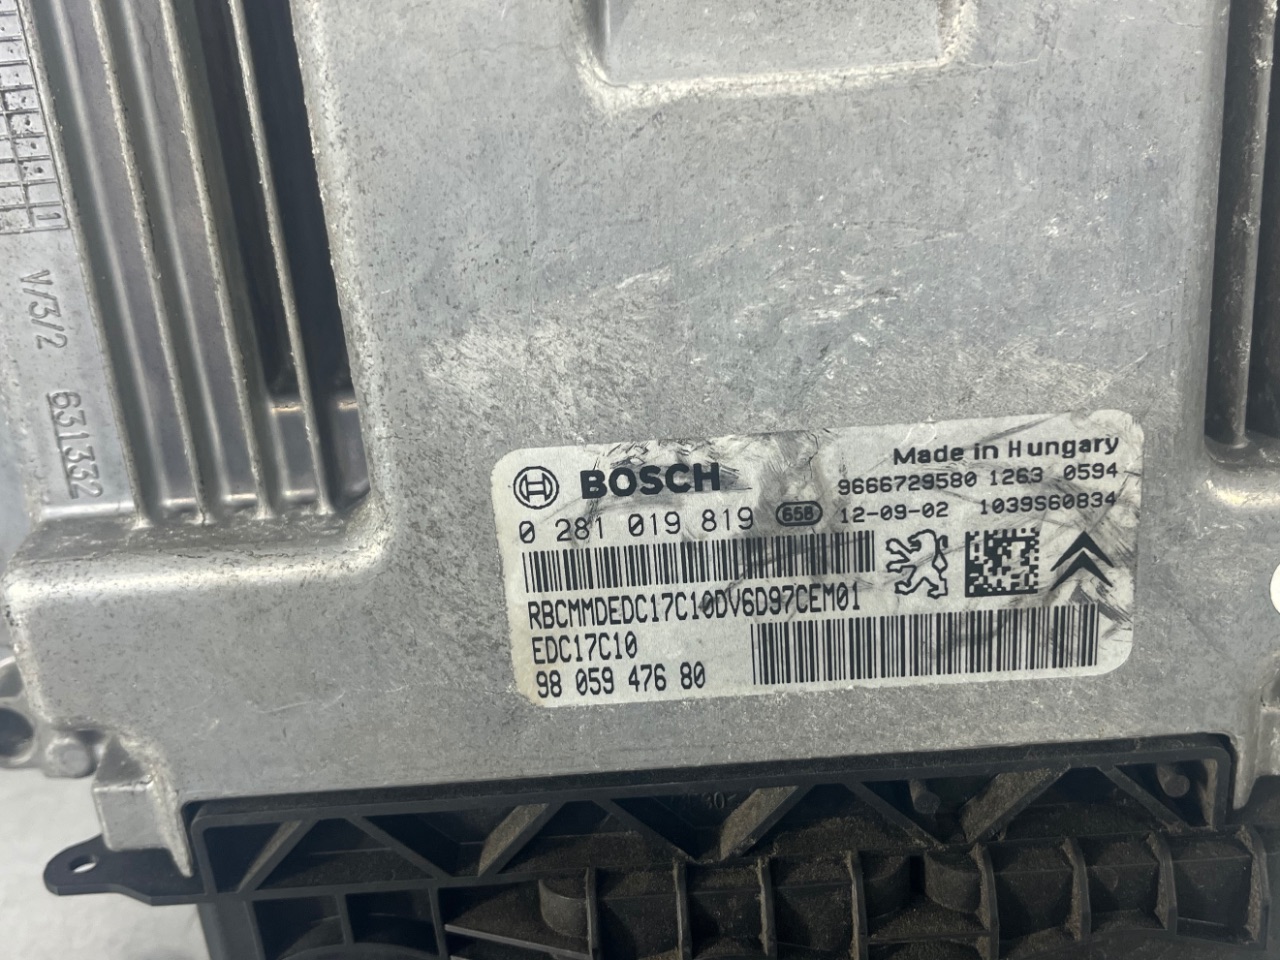 1
V/3/2
631332
BOSCH
Made in Hungary
9666729580 1263 0594
0 281 019 819 658 12-09-02 1039S60834
RBCMMDEDC17C10DV6D97CEM01
EDC17C10
98 059 476 80